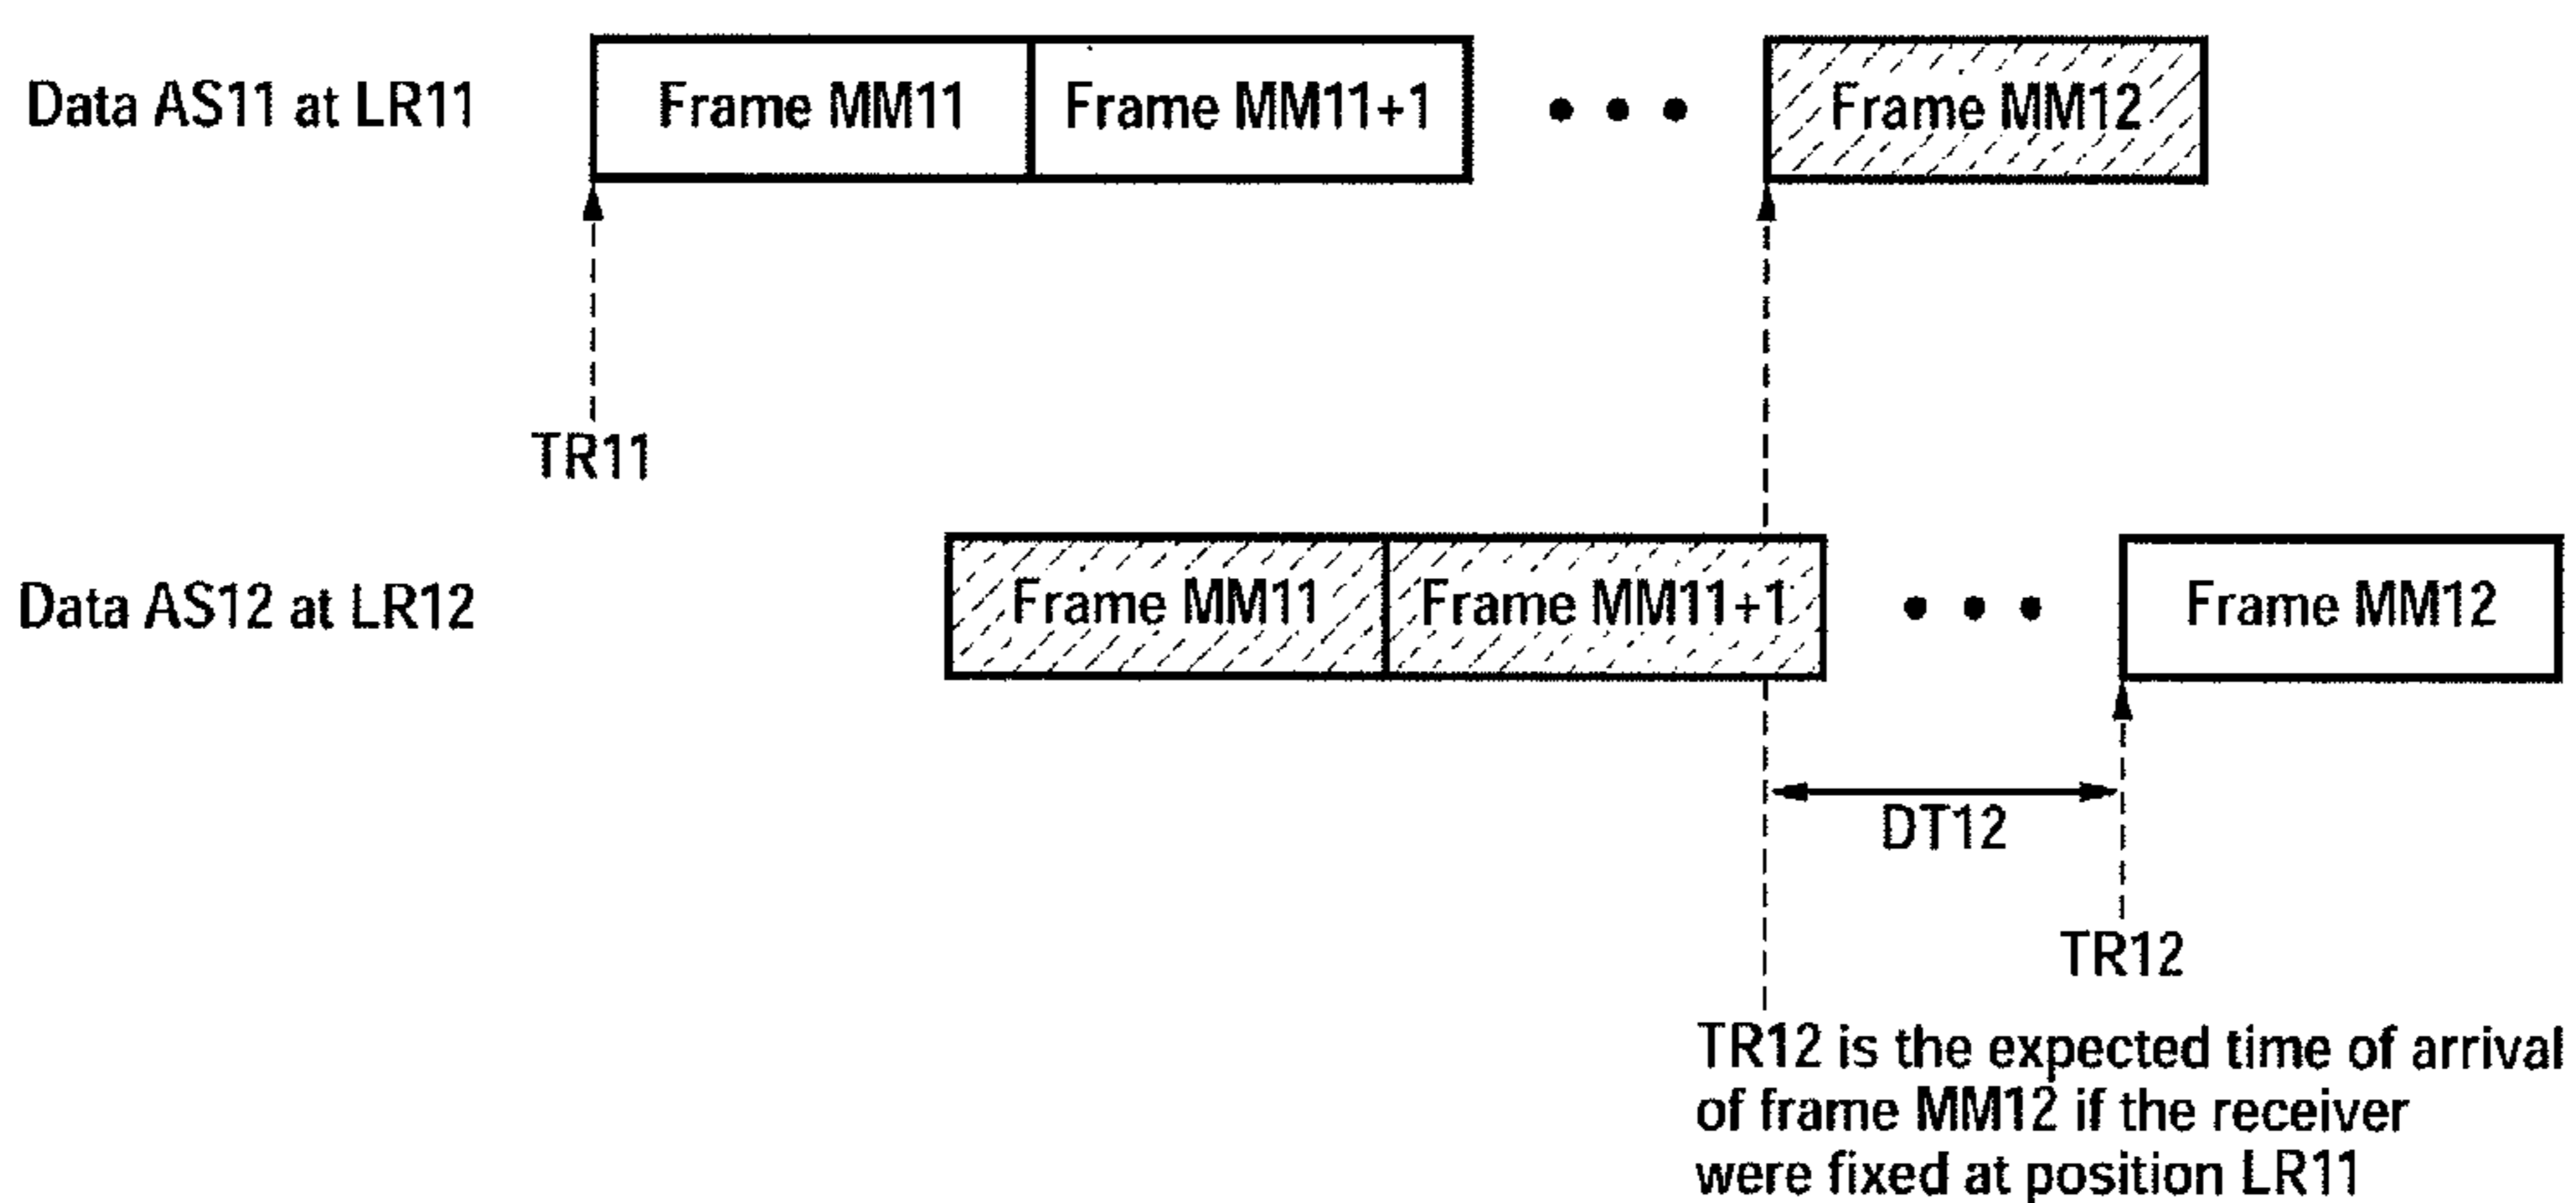 Data AS11 at LR11
Frame MM11
Frame MM11+1
Frame MM12
TR11
Data AS12 at LR12
Frame MM11
Frame MM11+1
Frame MM12
DT12
TR12
TR12 is the expected time of arrival
of frame MM12 if the receiver
were fixed at position LR11